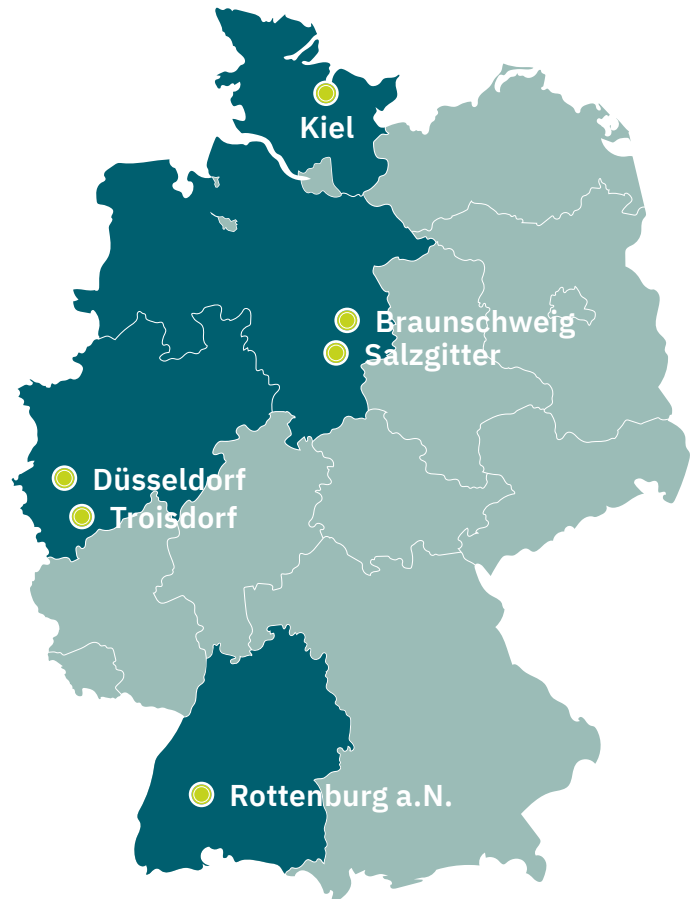 Kiel
Braunschweig
Salzgitter
Düsseldorf
Troisdorf
Rottenburg a.N.